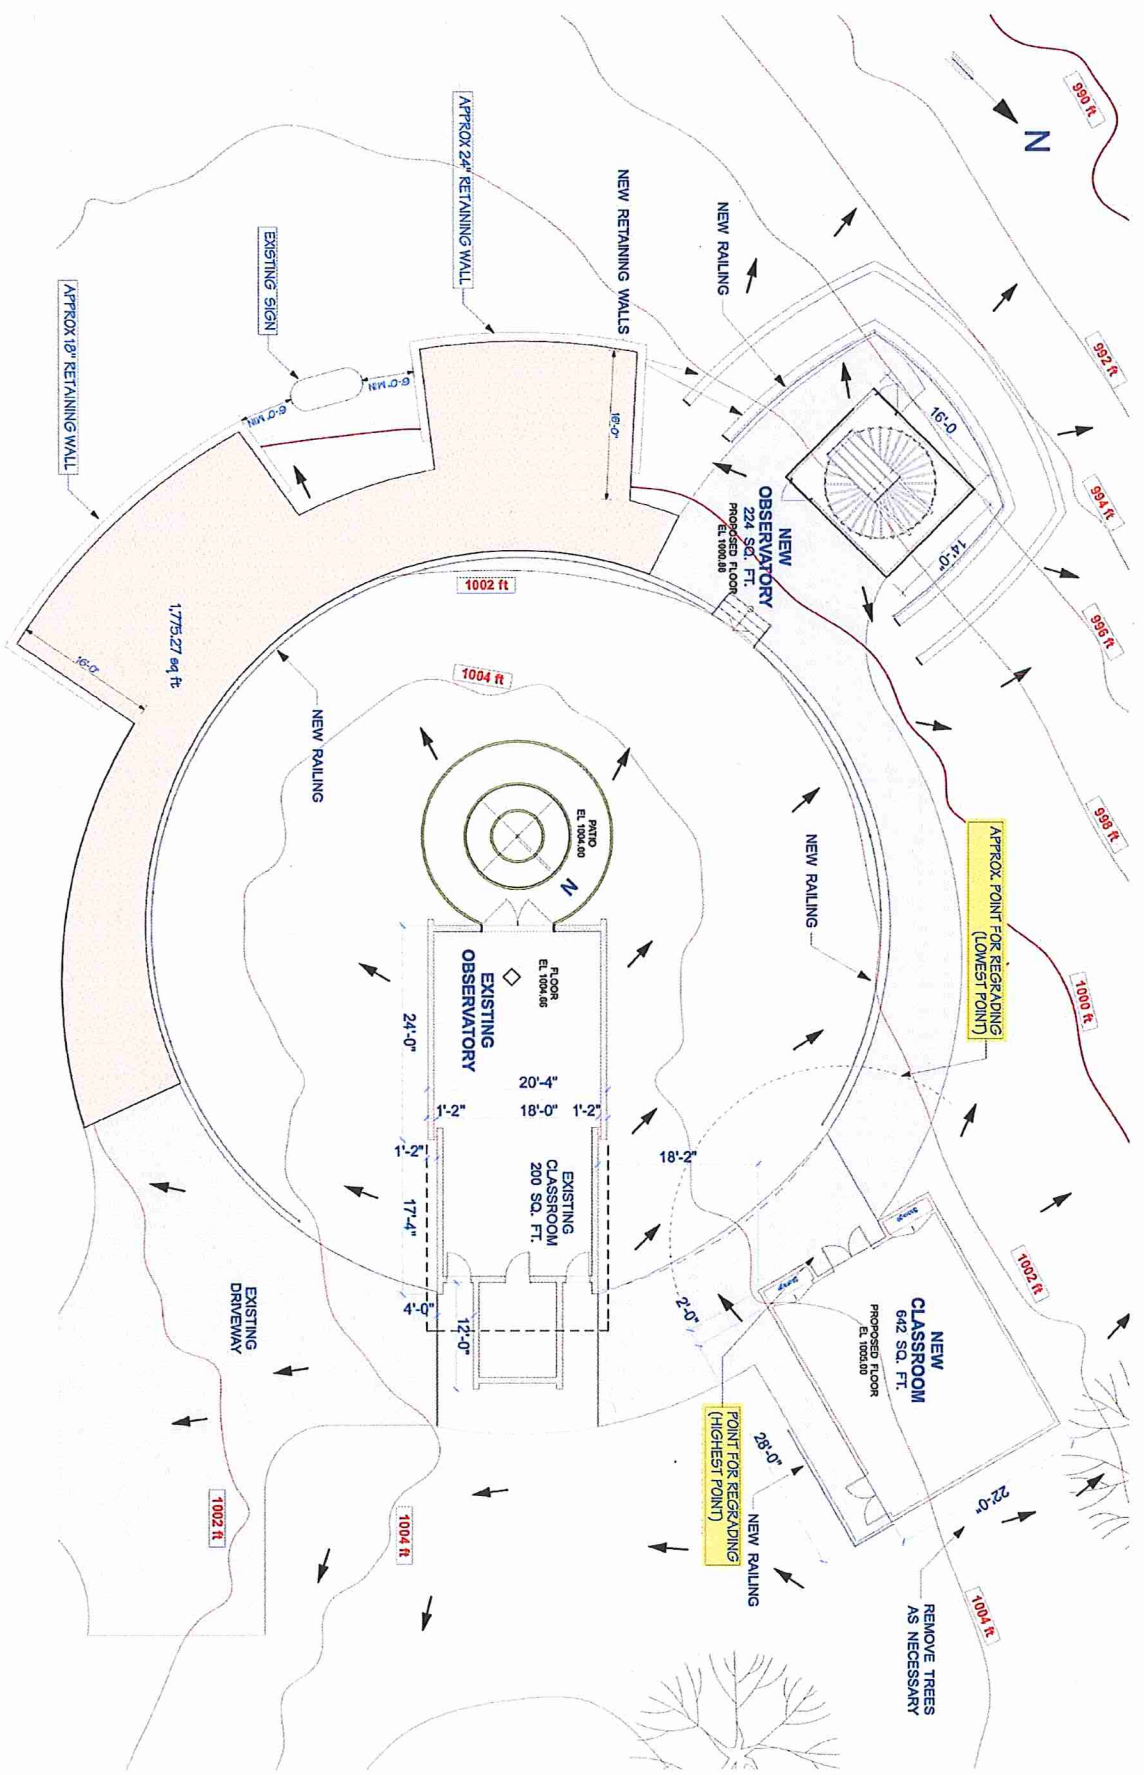 990 ft
N
992 ft
994 ft
996 ft
998 ft
1000 ft
1002 ft
1004 ft
APPROX 24" RETAINING WALL
NEW RETAINING WALLS
NEW RAILING
EXISTING SIGN
APPROX 18" RETAINING WALL
6'-0" MIN
6'-0" MIN
16'-0"
16'-0
14'-0"
NEW
OBSERVATORY
224 SQ. FT.
PROPOSED FLOOR
EL 1000.88
1002 ft
1004 ft
1,775.27 sq ft
16'-0"
NEW RAILING
PATIO
EL 1004.00
N
NEW RAILING
APPROX. POINT FOR REGRADING
(LOWEST POINT)
FLOOR
EL 1004.66
EXISTING
OBSERVATORY
24'-0"
20'-4"
1'-2"
18'-0"
1'-2"
1'-2"
17'-4"
18'-2"
EXISTING
CLASSROOM
200 SQ. FT.
4'-0"
12'-0"
2'-0"
Storage
Storage
NEW
CLASSROOM
642 SQ. FT.
PROPOSED FLOOR
EL 1005.00
28'-0"
22'-0"
POINT FOR REGRADING
(HIGHEST POINT)
NEW RAILING
REMOVE TREES
AS NECESSARY
EXISTING
DRIVEWAY
1002 ft
1004 ft